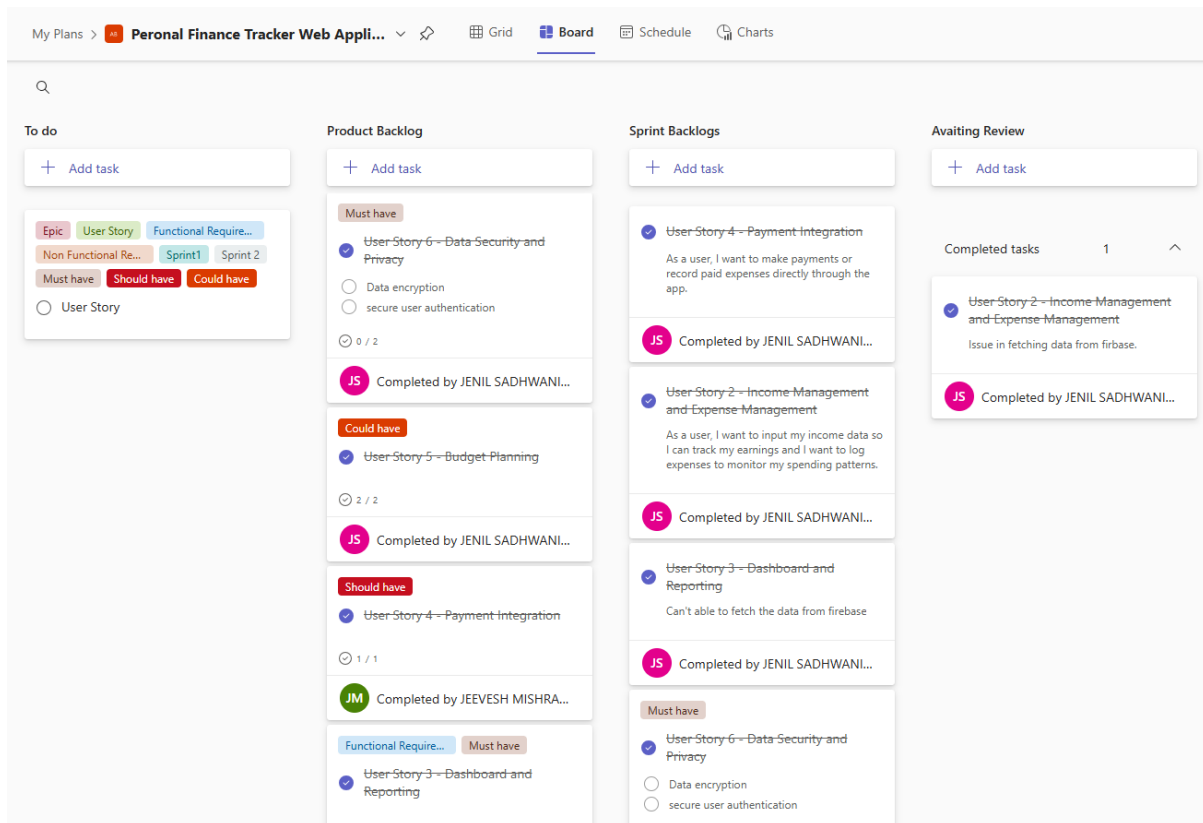 My Plans > AS Peronal Finance Tracker Web Appli... Grid Board Schedule Charts
To do
Add task
Epic User Story Functional Require...
Non Functional Re... Sprint1 Sprint 2
Must have Should have Could have
User Story
Product Backlog
Add task
Must have
User Story 6 - Data Security and
Privacy
Data encryption
secure user authentication
0 / 2
JS Completed by JENIL SADHWANI...
Could have
User Story 5 - Budget Planning
2 / 2
JS Completed by JENIL SADHWANI...
Should have
User Story 4 - Payment Integration
1 / 1
JM Completed by JEEVESH MISHRA...
Functional Require... Must have
User Story 3 - Dashboard and
Reporting
Sprint Backlogs
Add task
User Story 4 - Payment Integration
As a user, I want to make payments or
record paid expenses directly through the
app.
JS Completed by JENIL SADHWANI...
User Story 2 - Income Management
and Expense Management
As a user, I want to input my income data so
I can track my earnings and I want to log
expenses to monitor my spending patterns.
JS Completed by JENIL SADHWANI...
User Story 3 - Dashboard and
Reporting
Can't able to fetch the data from firebase
JS Completed by JENIL SADHWANI...
Must have
User Story 6 - Data Security and
Privacy
Data encryption
secure user authentication
Awaiting Review
Add task
Completed tasks 1
User Story 2 - Income Management
and Expense Management
Issue in fetching data from firbase.
JS Completed by JENIL SADHWANI...